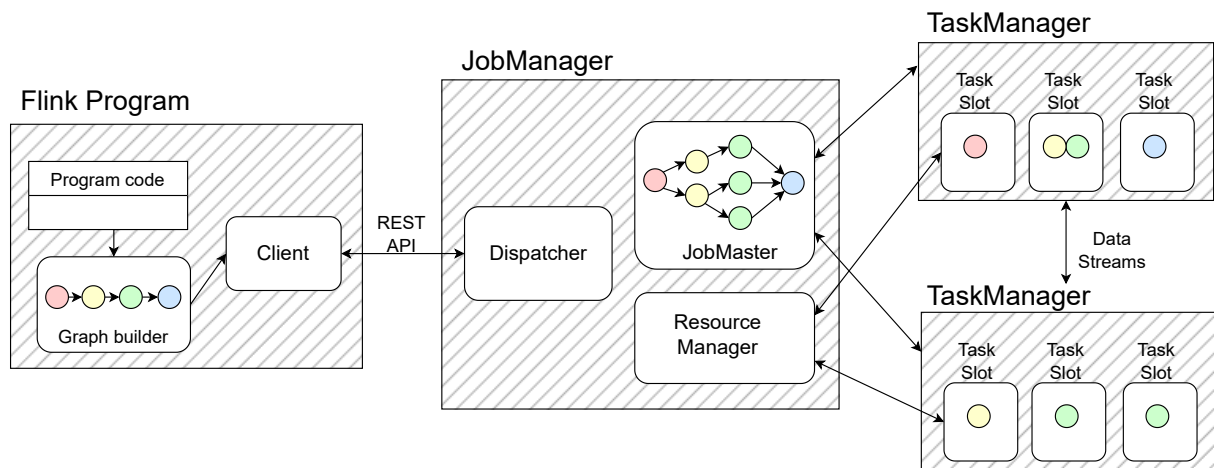 Flink Program
Program code
Graph builder
Client
REST
API
JobManager
Dispatcher
JobMaster
Resource
Manager
TaskManager
Task
Slot
Task
Slot
Task
Slot
Data
Streams
TaskManager
Task
Slot
Task
Slot
Task
Slot